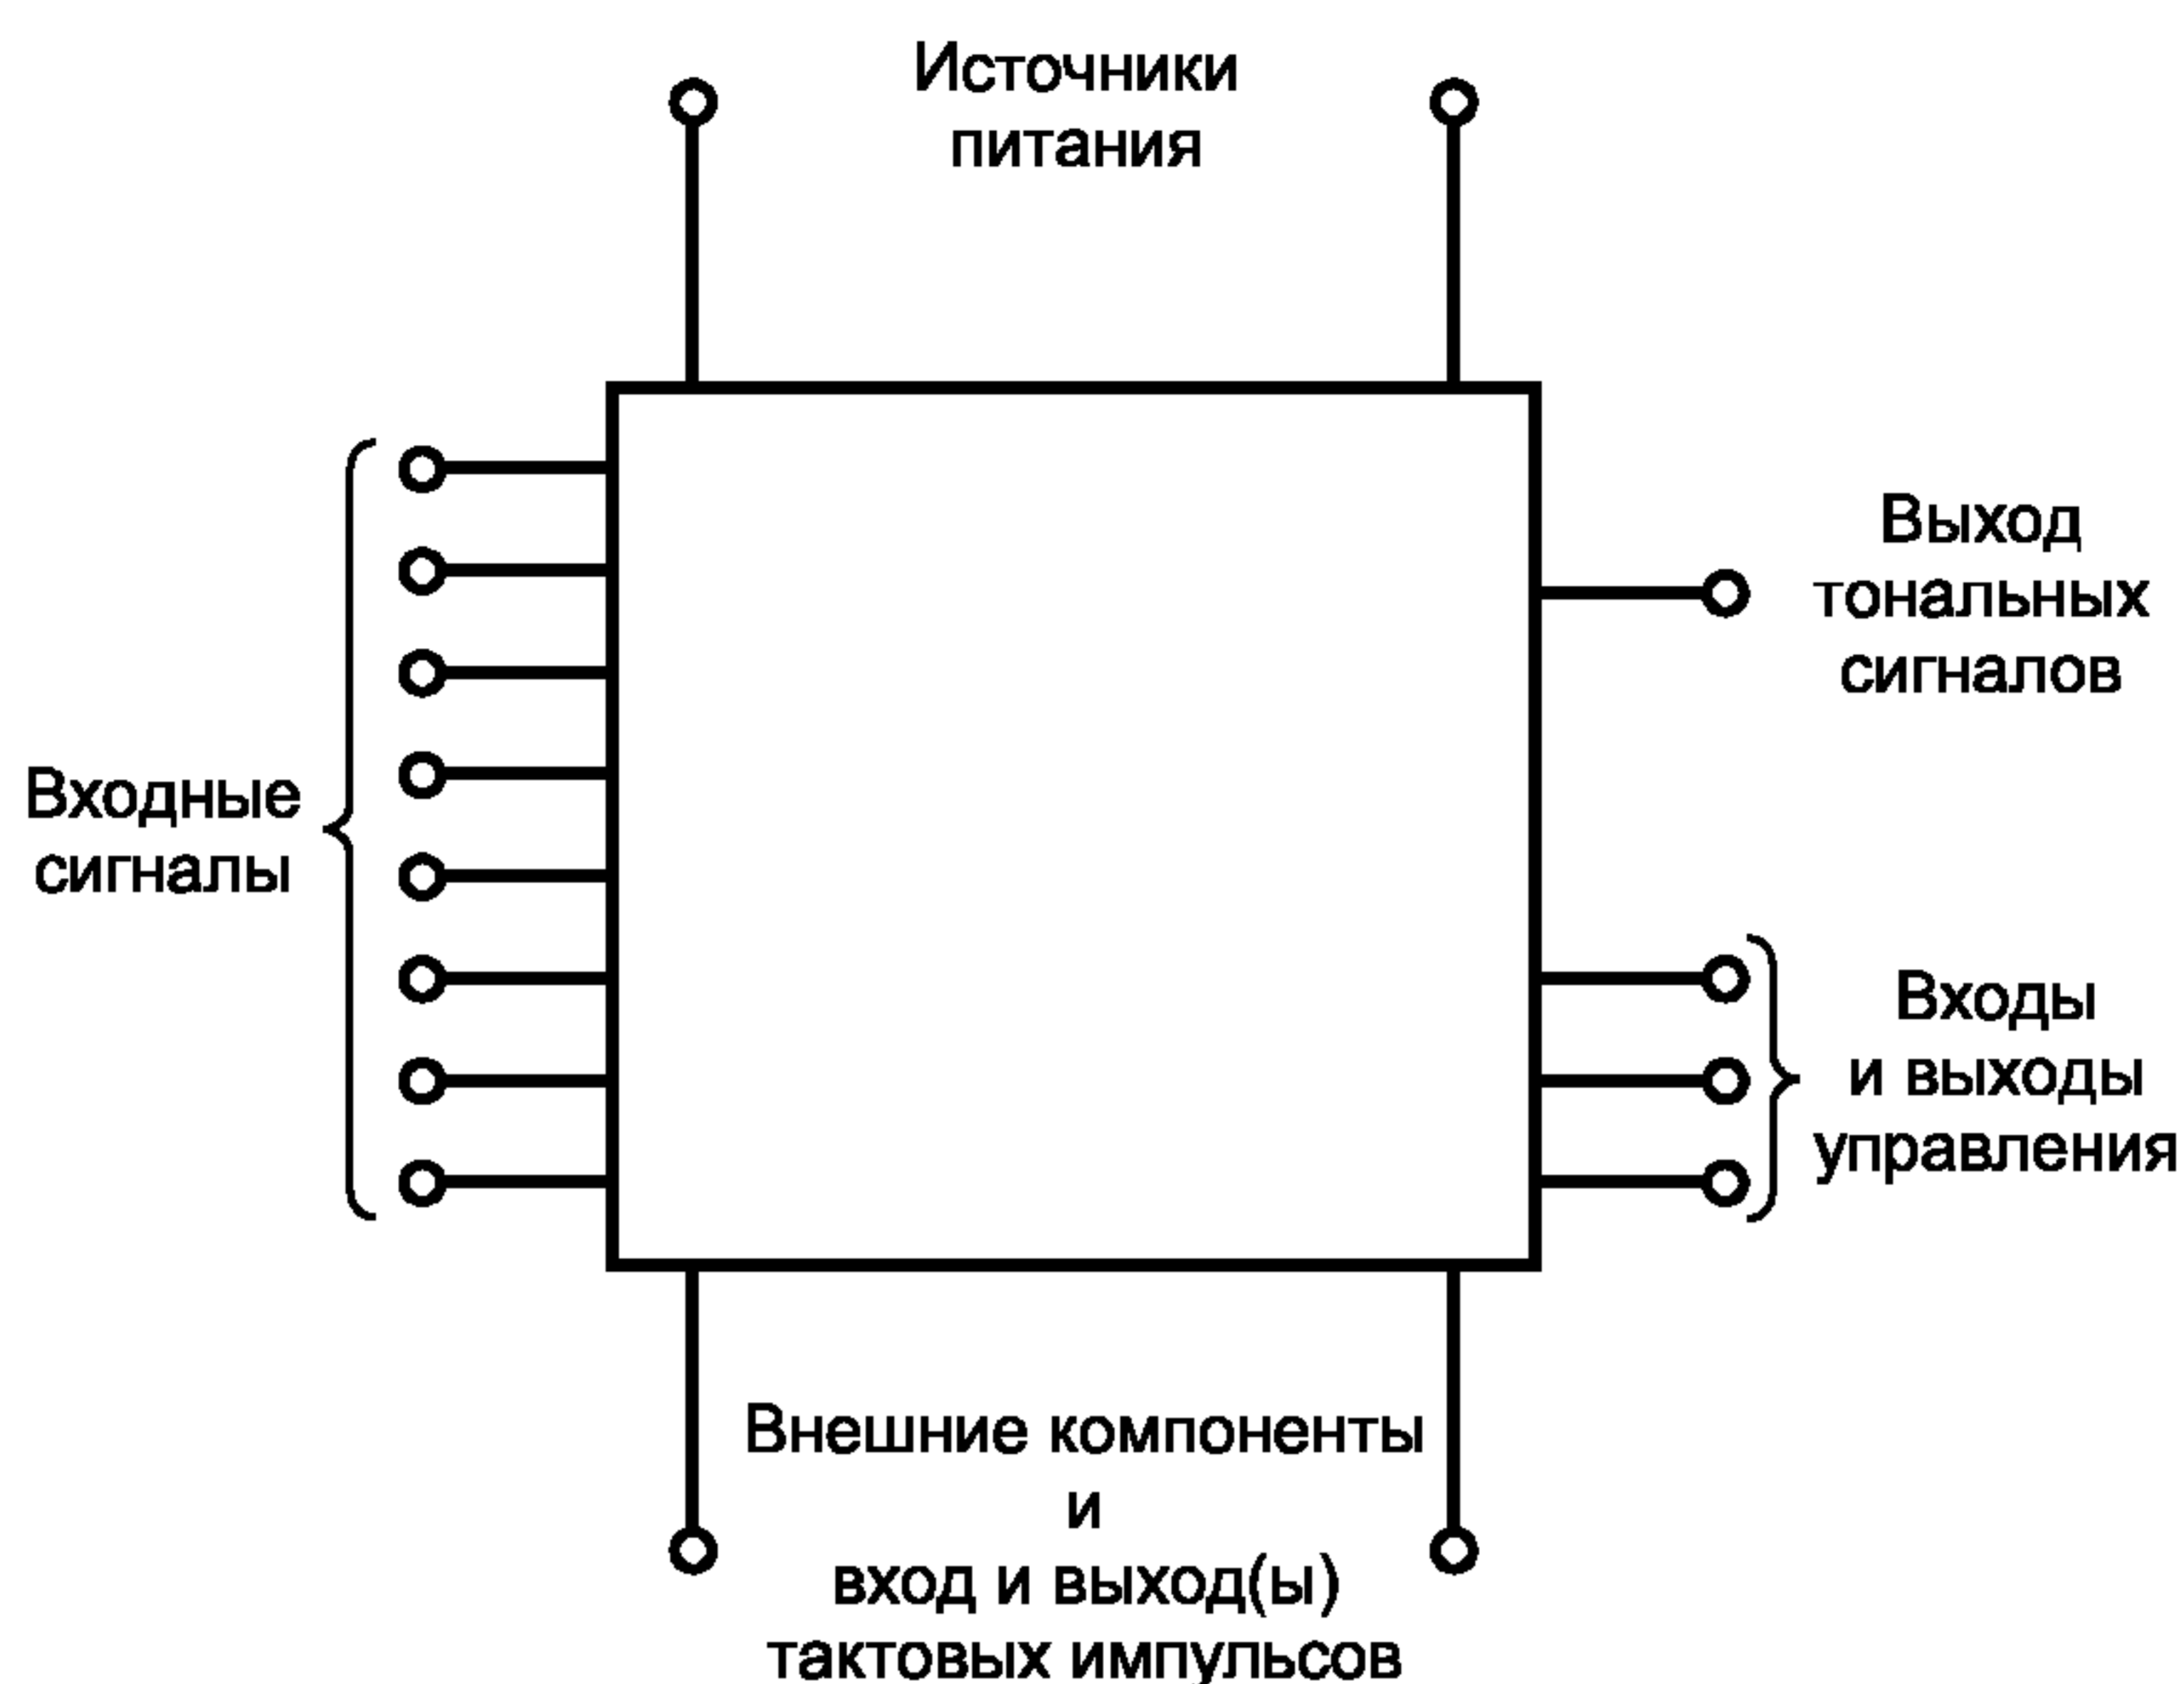 Источники
питания
Выход
тональных
сигналов
Входные
сигналы
Входы
и выходы
управления
Внешние компоненты
и
вход и выход(ы)
тактовых импульсов